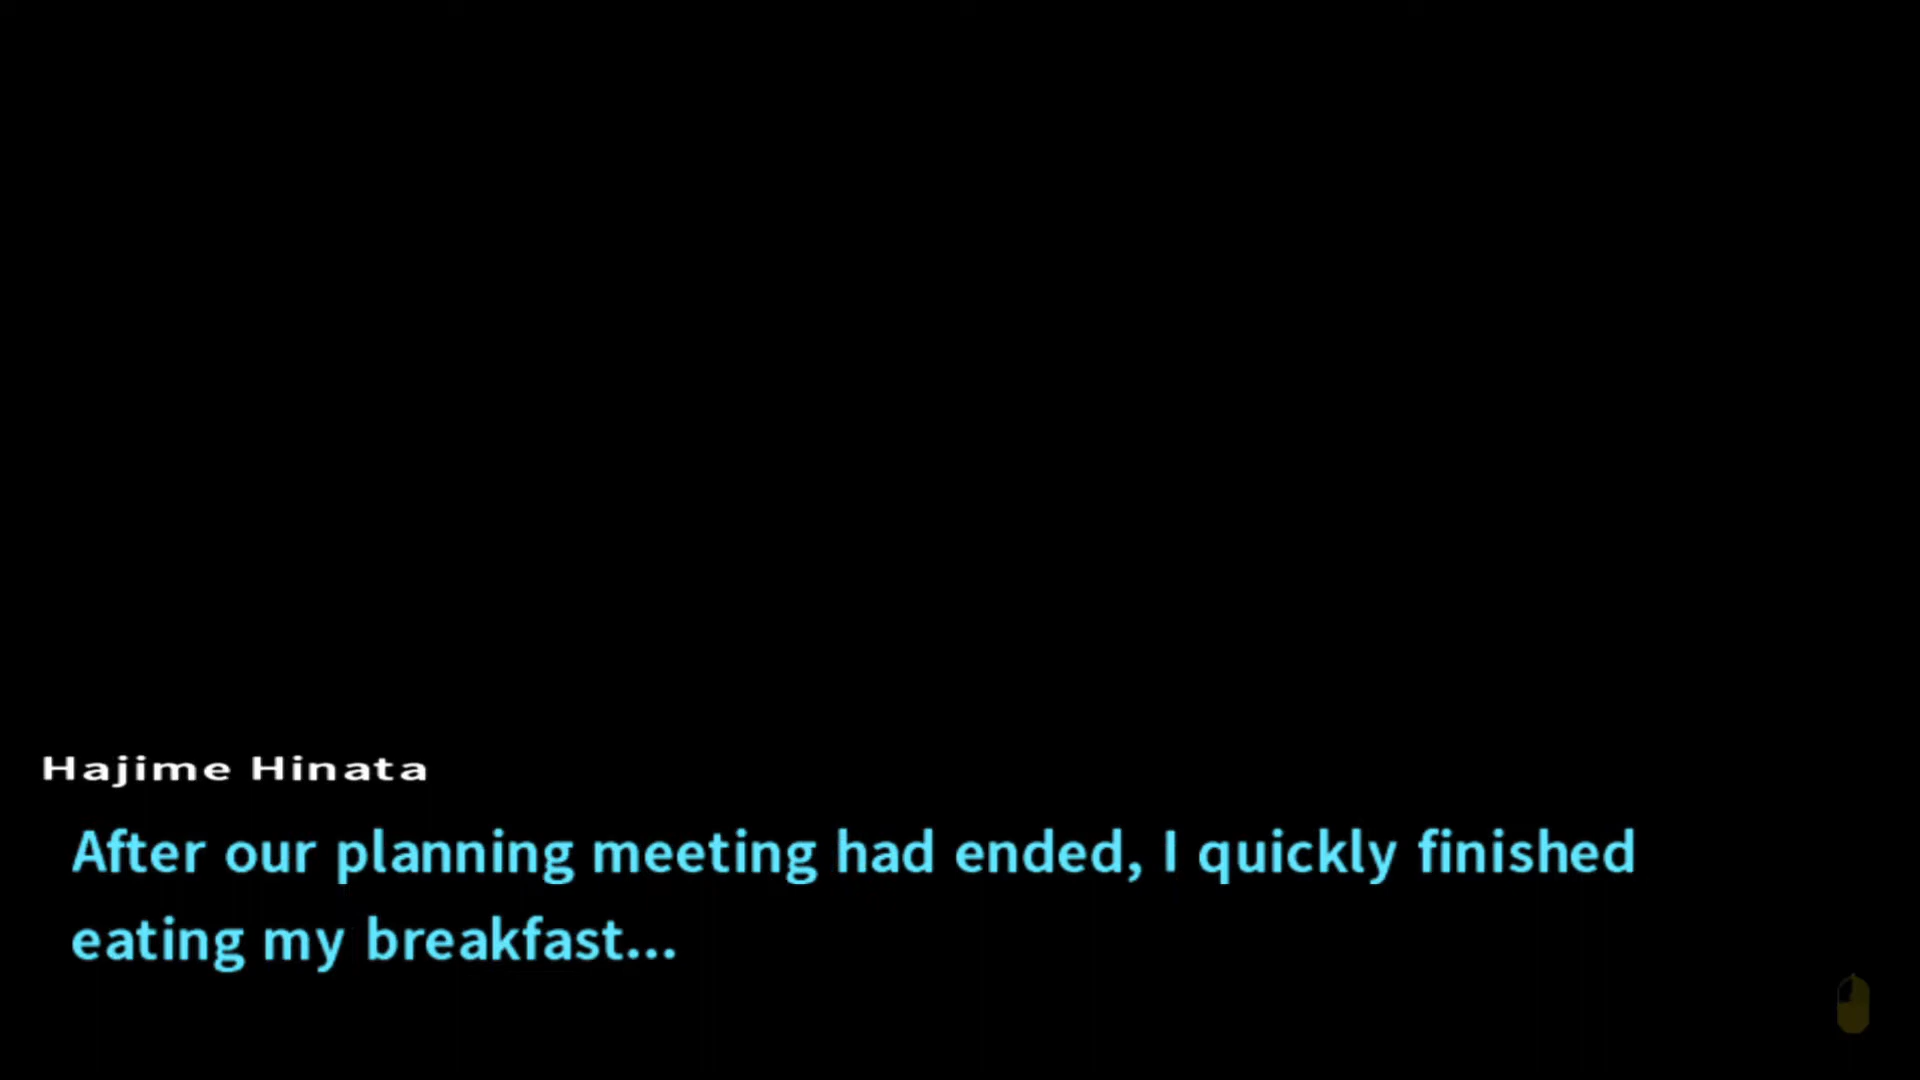 Hajime Hinata
After our planning meeting had ended, I quickly finished
eating my breakfast...